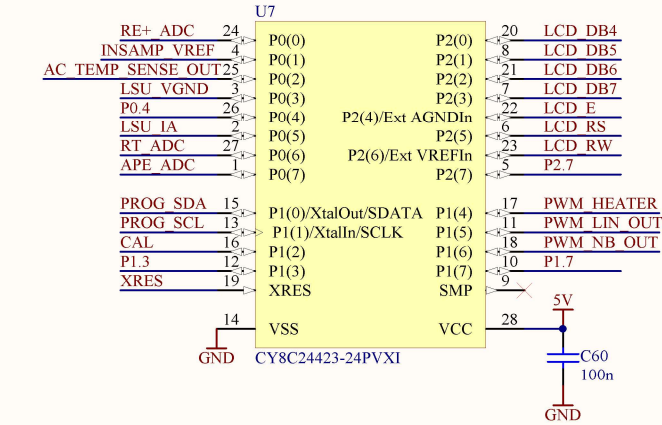 U7
RE+_ADC 24 P0(0) P2(0) 20 LCD_DB4
INSAMP_VREF 4 P0(1) P2(1) 8 LCD_DB5
AC_TEMP_SENSE_OUT 25 P0(2) P2(2) 21 LCD_DB6
LSU_VGND 3 P0(3) P2(3) 7 LCD_DB7
P0.4 26 P0(4) P2(4)/Ext AGNDIn 22 LCD_E
LSU_IA 2 P0(5) P2(5) 6 LCD_RS
RT_ADC 27 P0(6) P2(6)/Ext VREFIn 23 LCD_RW
APE_ADC 1 P0(7) P2(7) 5 P2.7
PROG_SDA 15 P1(0)/XtalOut/SDATA P1(4) 17 PWM_HEATER
PROG_SCL 13 P1(1)/XtalIn/SCLK P1(5) 11 PWM_LIN_OUT
CAL 16 P1(2) P1(6) 18 PWM_NB_OUT
P1.3 12 P1(3) P1(7) 10 P1.7
XRES 19 XRES SMP 9
5V
14 VSS VCC 28
GND CY8C24423-24PVXI C60
100n
GND